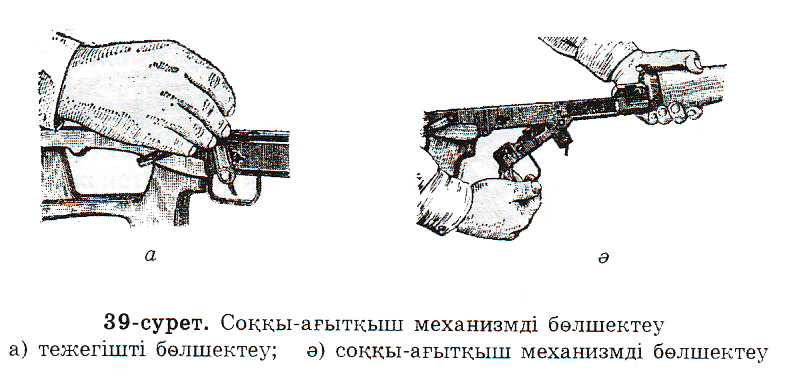 а
ә
39-сурет. Соққы-ағытқыш механизмді бөлшектеу
а) тежегішті бөлшектеу; ә) соққы-ағытқыш механизмді бөлшектеу